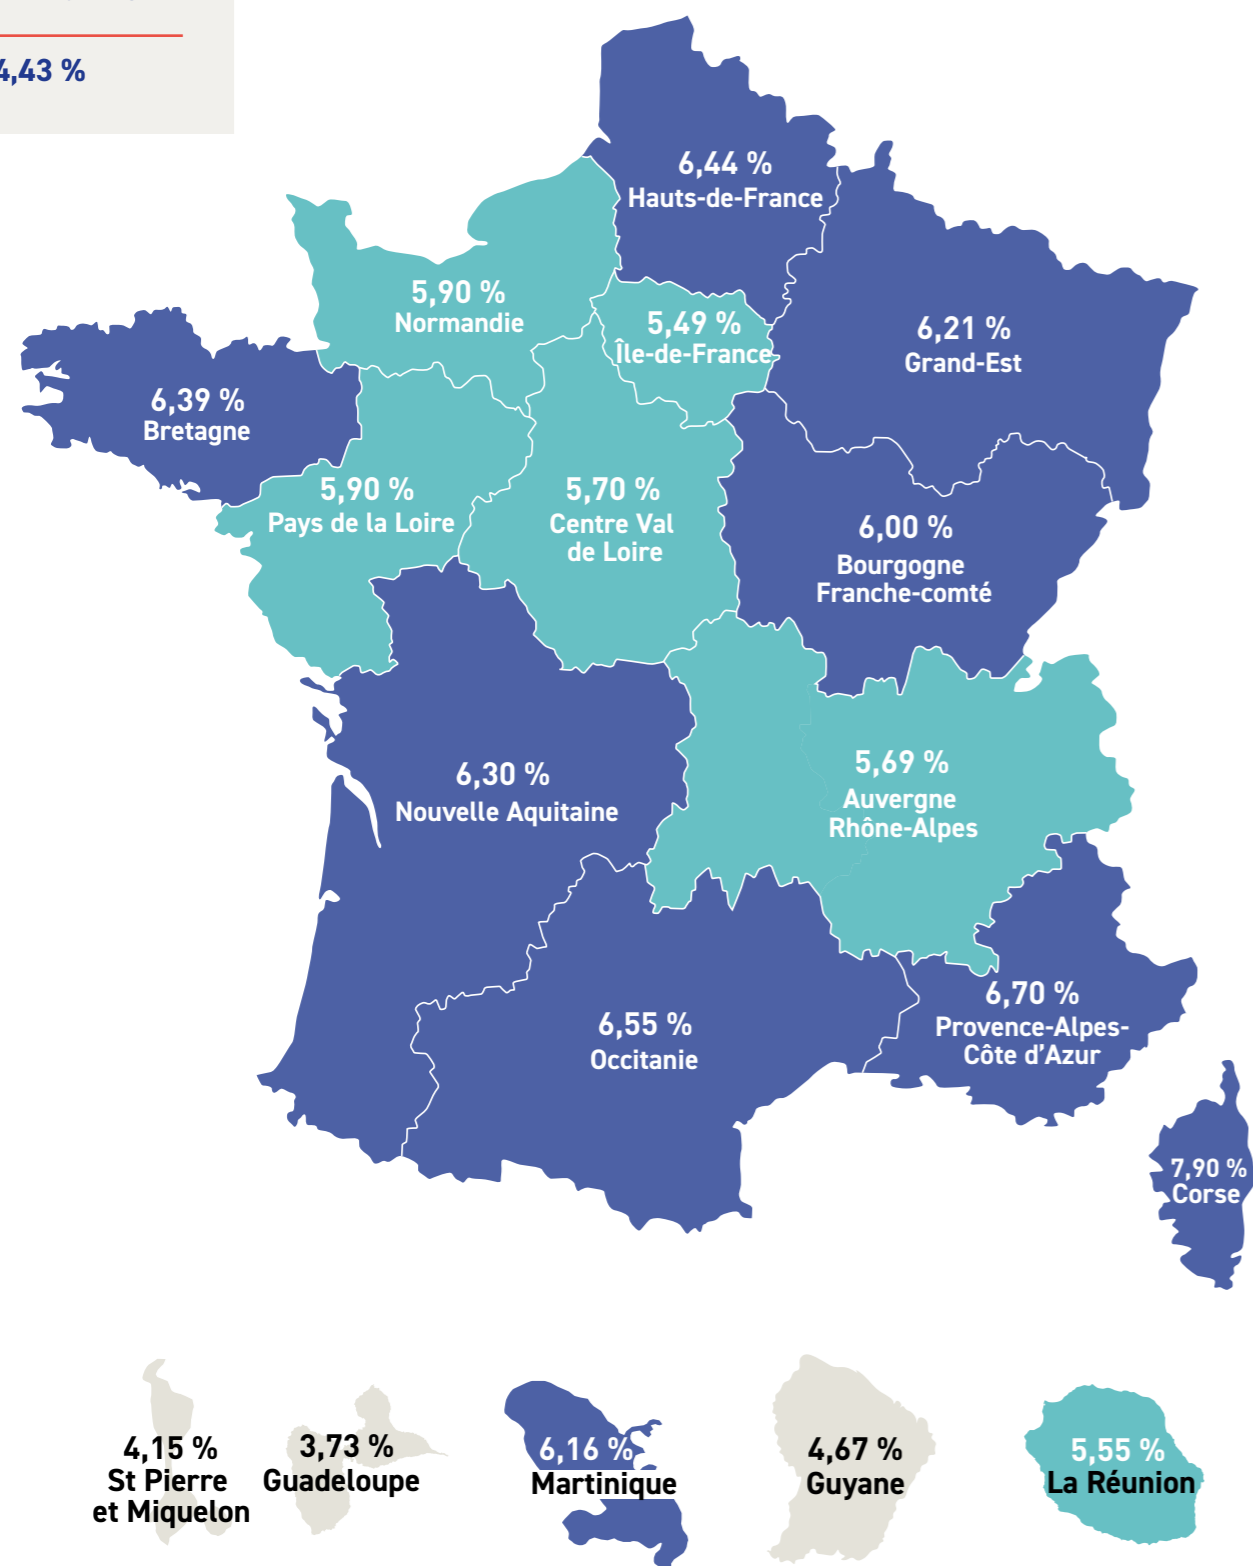 4,43 %
6,44 %
Hauts-de-France
5,90 %
Normandie
5,49 %
Île-de-France
6,21 %
Grand-Est
6,39 %
Bretagne
5,90 %
Pays de la Loire
5,70 %
Centre Val
de Loire
6,00 %
Bourgogne
Franche-comté
6,30 %
Nouvelle Aquitaine
5,69 %
Auvergne
Rhône-Alpes
6,55 %
Occitanie
6,70 %
Provence-Alpes-
Côte d'Azur
7,90 %
Corse
4,15 %
St Pierre
et Miquelon
3,73 %
Guadeloupe
6,16 %
Martinique
4,67 %
Guyane
5,55 %
La Réunion